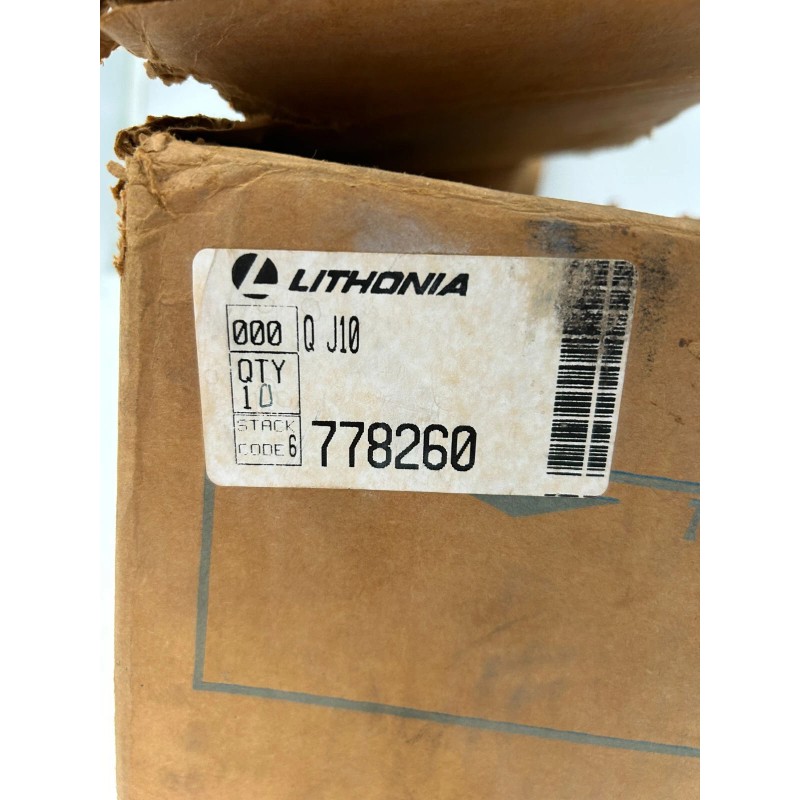 LITHONIA
000 Q J10
QTY
10
STACK
CODE 6 778260